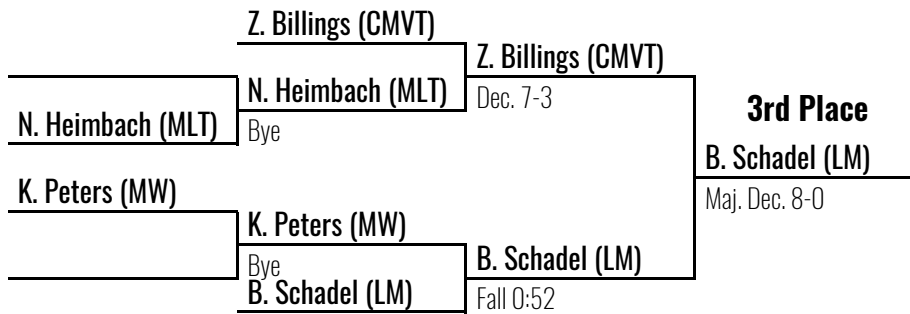 Z. Billings (CMVT)
Z. Billings (CMVT)
N. Heimbach (MLT)
Dec. 7-3
3rd Place
N. Heimbach (MLT)
Bye
B. Schadel (LM)
K. Peters (MW)
Maj. Dec. 8-0
K. Peters (MW)
Bye
B. Schadel (LM)
B. Schadel (LM)
Fall 0:52